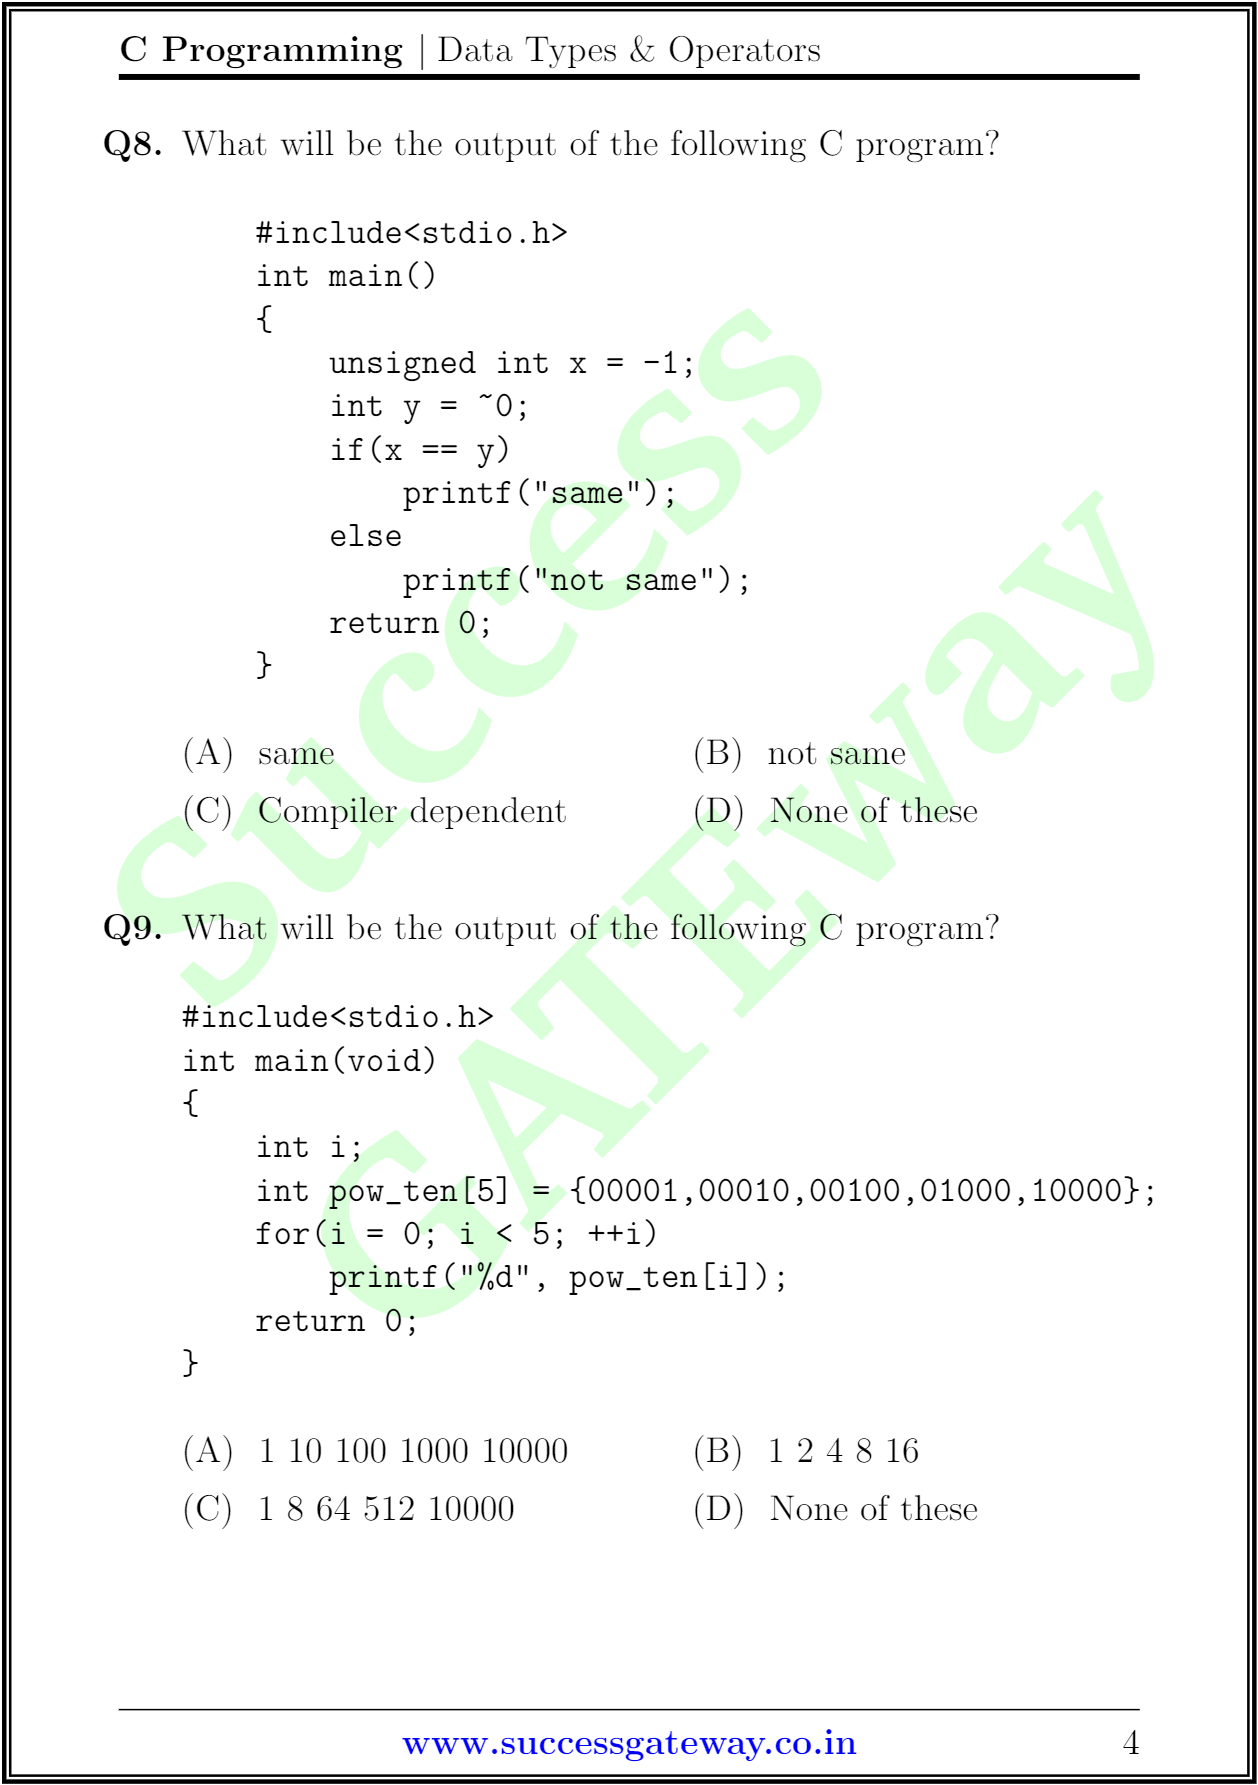 C Programming | Data Types & Operators
Q8. What will be the output of the following C program?
#include<stdio.h>
int main()
{
    unsigned int x = -1;
    int y = ~0;
    if(x == y)
        printf("same");
    else
        printf("not same");
    return 0;
}
(A) same (B) not same
(C) Compiler dependent (D) None of these
Q9. What will be the output of the following C program?
#include<stdio.h>
int main(void)
{
    int i;
    int pow_ten[5] = {00001,00010,00100,01000,10000};
    for(i = 0; i < 5; ++i)
        printf("%d", pow_ten[i]);
    return 0;
}
(A) 1 10 100 1000 10000 (B) 1 2 4 8 16
(C) 1 8 64 512 10000 (D) None of these
Success
GATEway
www.successgateway.co.in 4